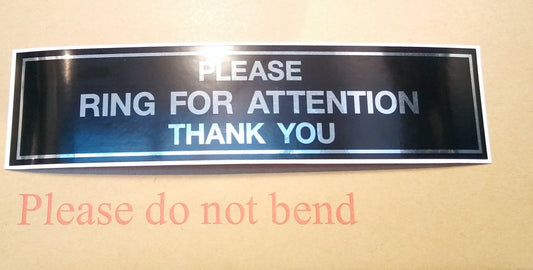 PLEASE
RING FOR ATTENTION
THANK YOU
Please do not bend